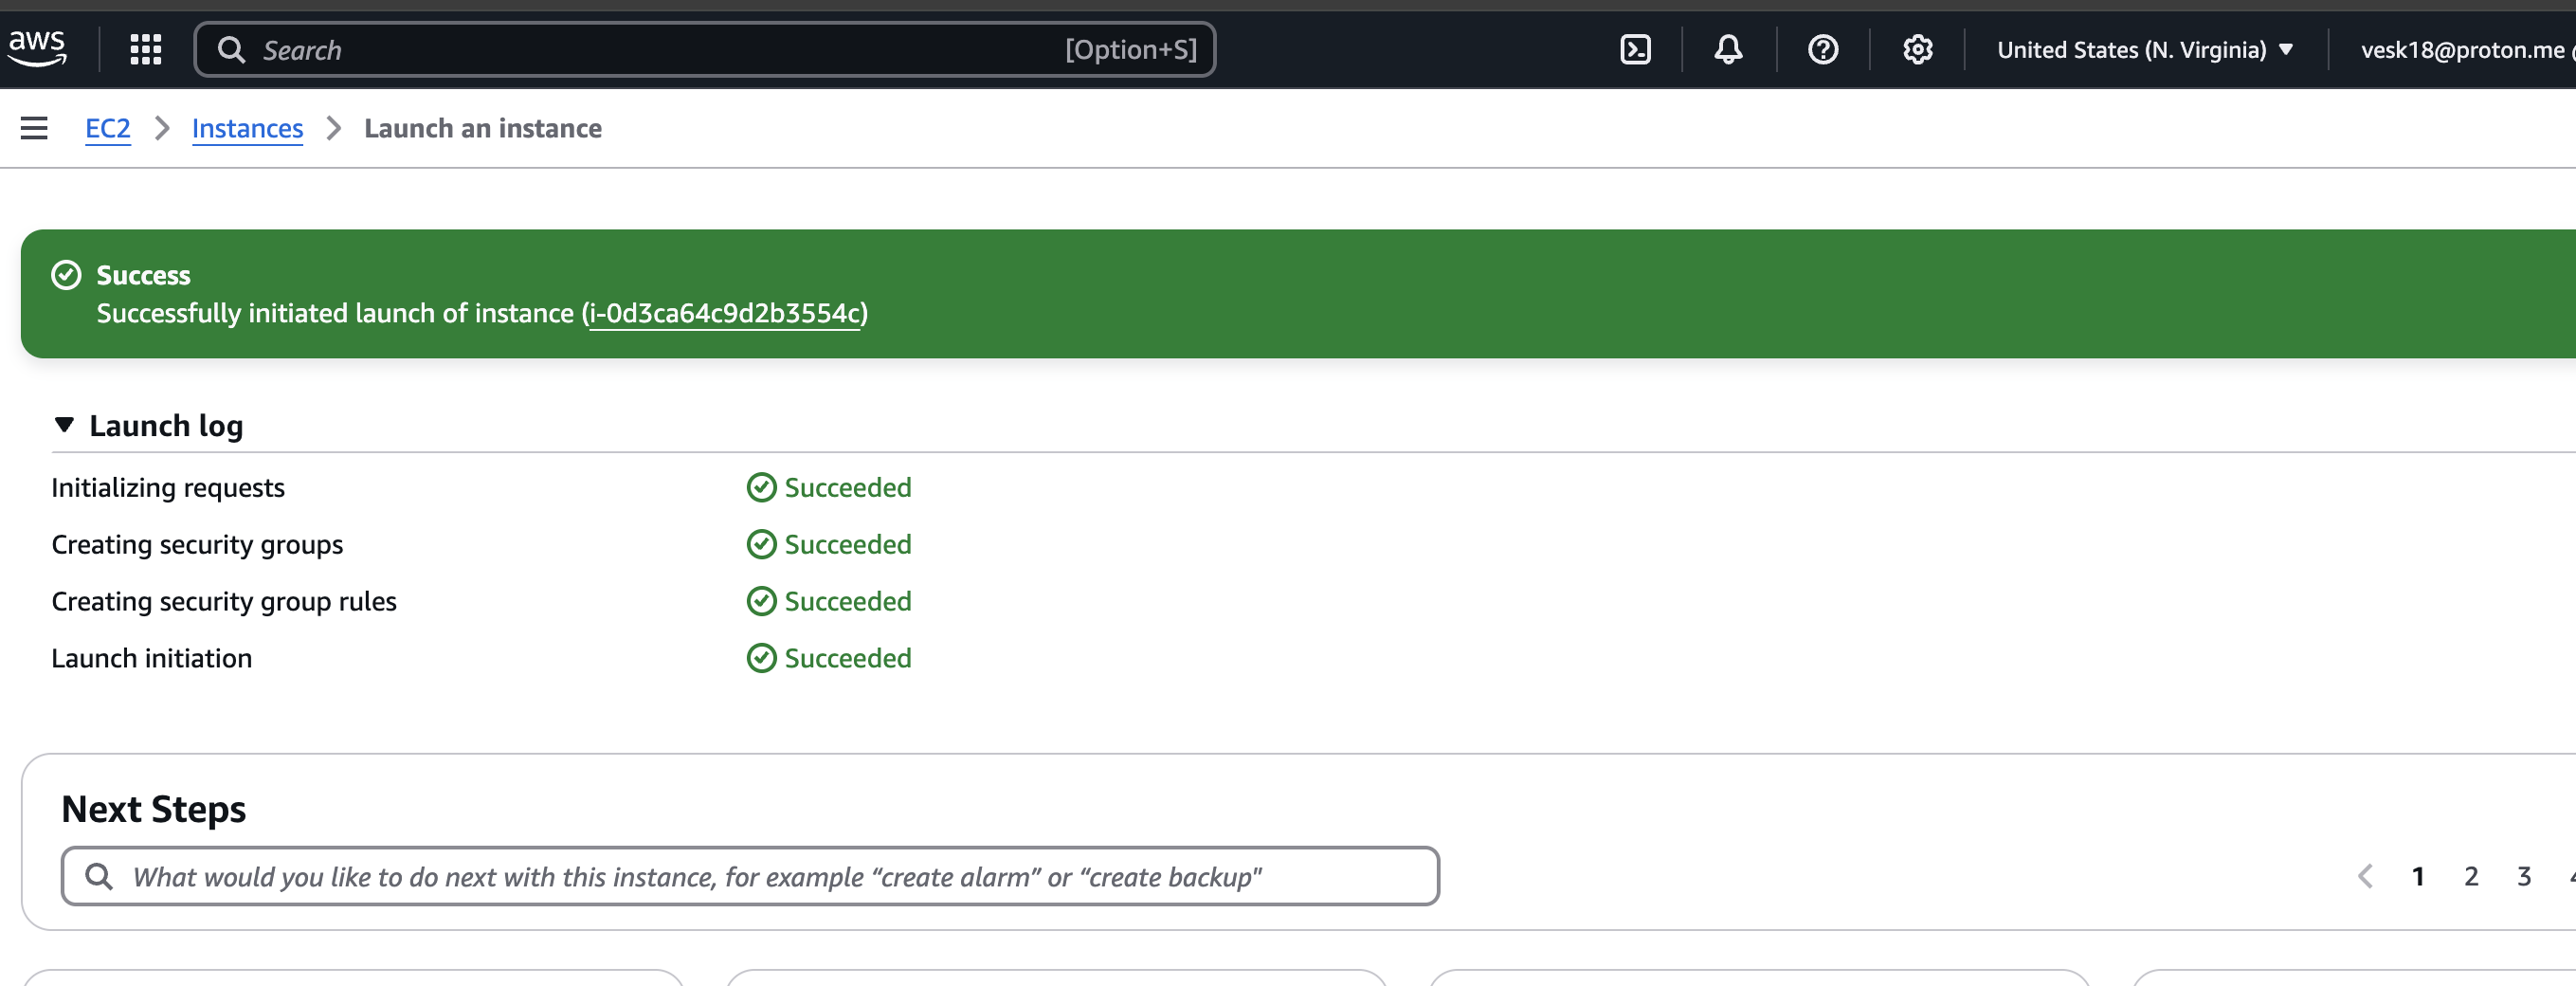 aws
Search [Option+S] United States (N. Virginia) vesk18@proton.me
EC2 Instances Launch an instance
Success
Successfully initiated launch of instance (i-0d3ca64c9d2b3554c)
Launch log
Initializing requests Succeeded
Creating security groups Succeeded
Creating security group rules Succeeded
Launch initiation Succeeded
Next Steps
What would you like to do next with this instance, for example “create alarm” or “create backup"
1 2 3